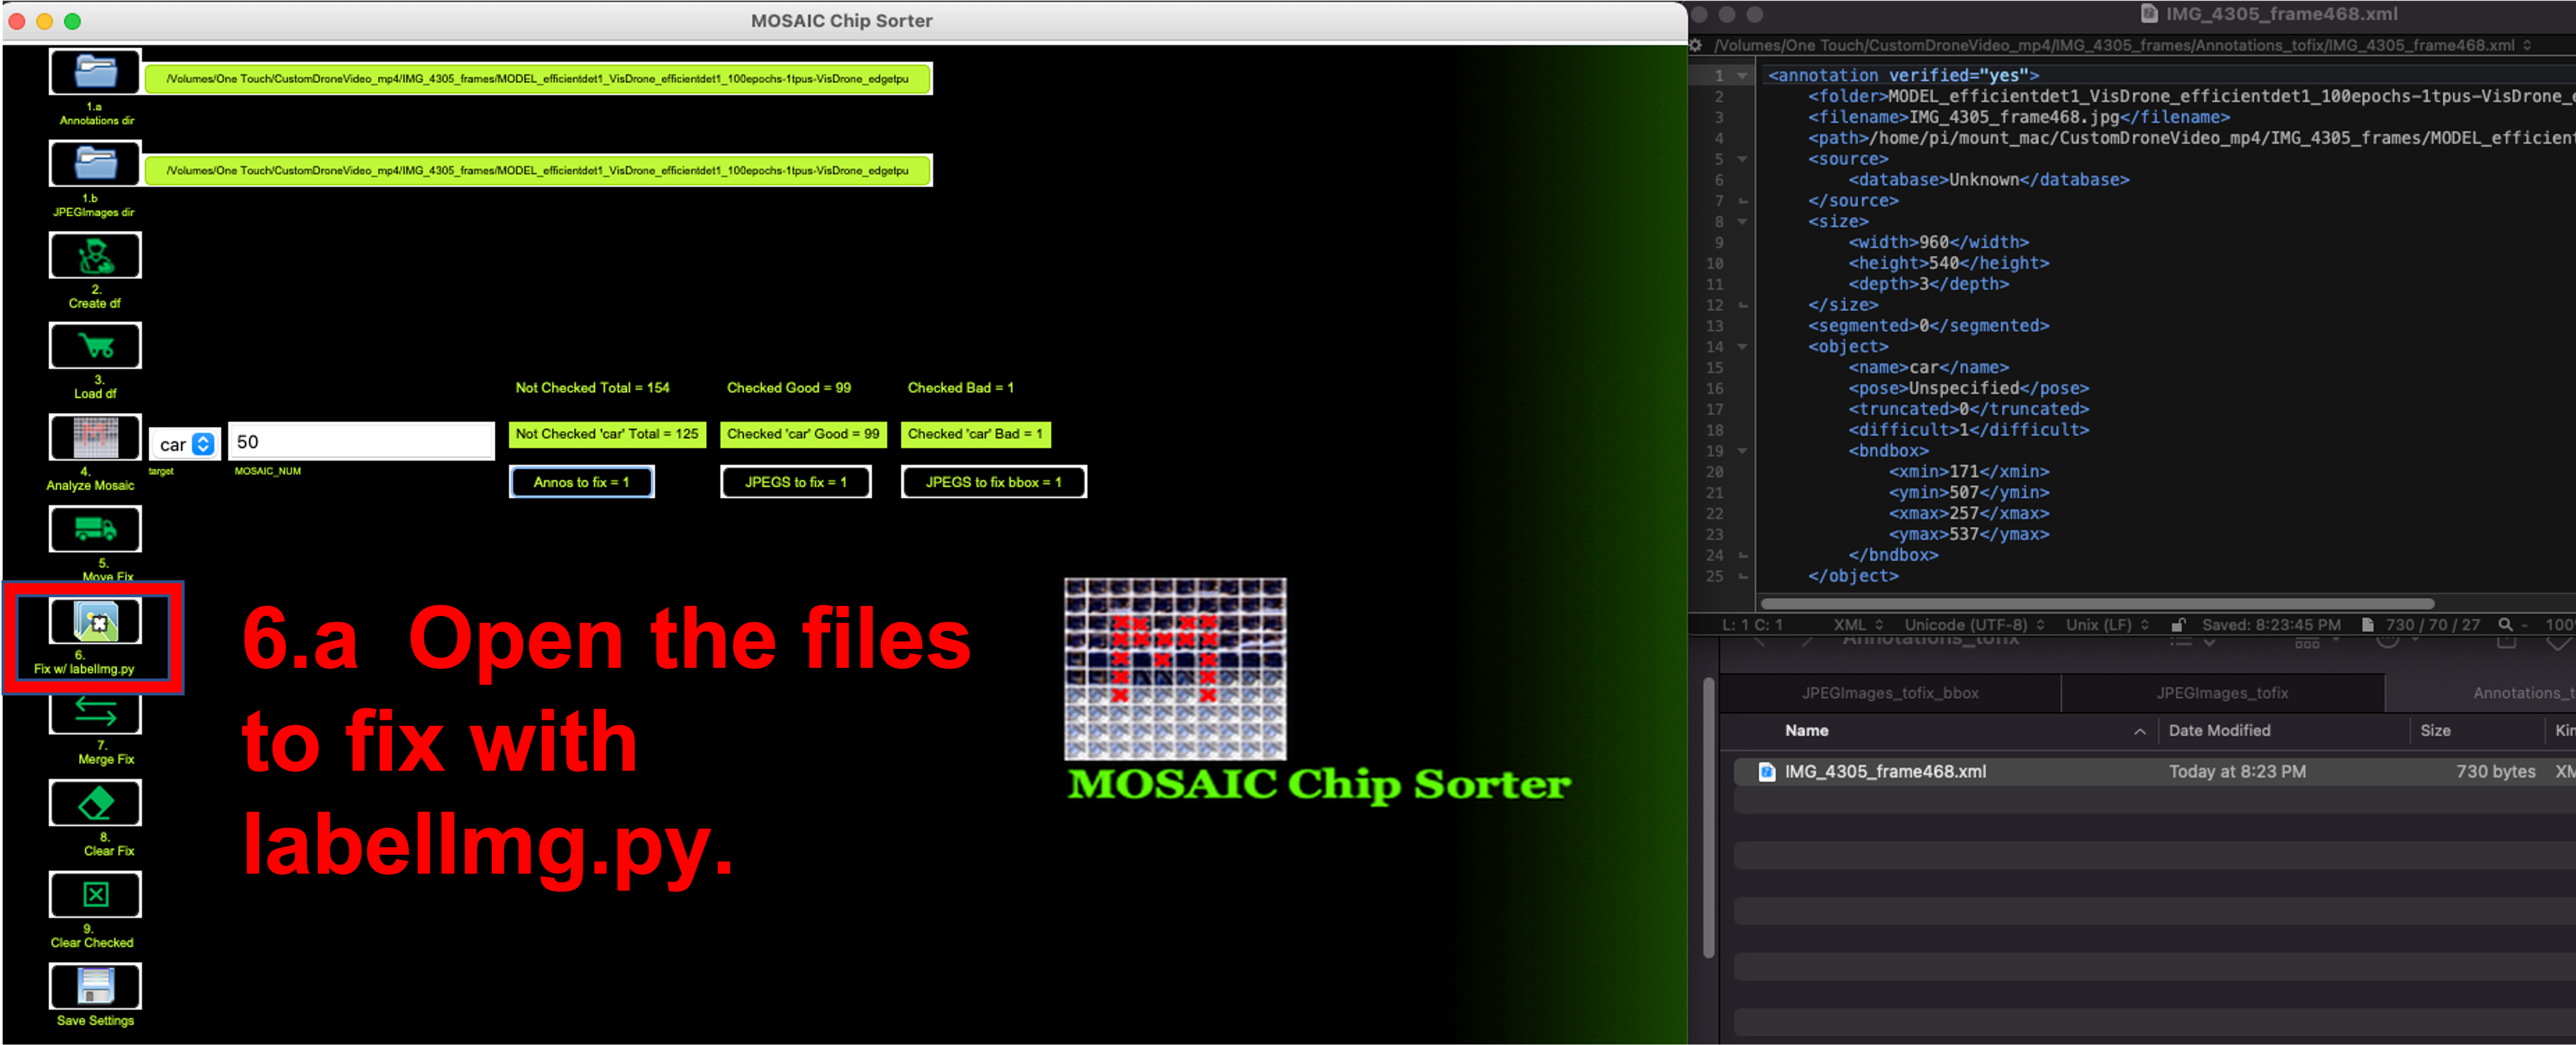 MOSAIC Chip Sorter
/Volumes/One Touch/CustomDroneVideo_mp4/IMG_4305_frames/MODEL_efficientdet1_VisDrone_efficientdet1_100epochs-1tpus-VisDrone_edgetpu
1.a
Annotations dir
/Volumes/One Touch/CustomDroneVideo_mp4/IMG_4305_frames/MODEL_efficientdet1_VisDrone_efficientdet1_100epochs-1tpus-VisDrone_edgetpu
1.b
JPEGImages dir
2.
Create df
3.
Load df
Not Checked Total = 154
Checked Good = 99
Checked Bad = 1
car
50
Not Checked 'car' Total = 125
Checked 'car' Good = 99
Checked 'car' Bad = 1
target
MOSAIC_NUM
4.
Analyze Mosaic
Annos to fix = 1
JPEGS to fix = 1
JPEGS to fix bbox = 1
5.
Move Fix
6.
Fix w/ labelImg.py
7.
Merge Fix
8.
Clear Fix
9.
Clear Checked
Save Settings
6.a Open the files
to fix with
labelImg.py.
MOSAIC Chip Sorter
IMG_4305_frame468.xml
/Volumes/One Touch/CustomDroneVideo_mp4/IMG_4305_frames/Annotations_tofix/IMG_4305_frame468.xml
1 <annotation verified="yes">
2 <folder>MODEL_efficientdet1_VisDrone_efficientdet1_100epochs-1tpus-VisDrone_
3 <filename>IMG_4305_frame468.jpg</filename>
4 <path>/home/pi/mount_mac/CustomDroneVideo_mp4/IMG_4305_frames/MODEL_efficien
5 <source>
6 <database>Unknown</database>
7 </source>
8 <size>
9 <width>960</width>
10 <height>540</height>
11 <depth>3</depth>
12 </size>
13 <segmented>0</segmented>
14 <object>
15 <name>car</name>
16 <pose>Unspecified</pose>
17 <truncated>0</truncated>
18 <difficult>1</difficult>
19 <bndbox>
20 <xmin>171</xmin>
21 <ymin>507</ymin>
22 <xmax>257</xmax>
23 <ymax>537</ymax>
24 </bndbox>
25 </object>
L: 1 C: 1 XML Unicode (UTF-8) Unix (LF) Saved: 8:23:45 PM 730 / 70 / 27 - 100
Annotations_tofix
JPEGImages_tofix_bbox JPEGImages_tofix Annotations_t
Name Date Modified Size Kin
IMG_4305_frame468.xml Today at 8:23 PM 730 bytes XM